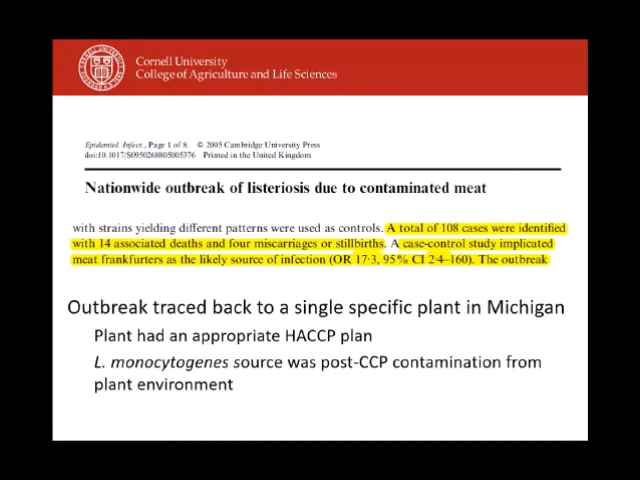 Cornell University
College of Agriculture and Life Sciences
Epidemiol. Infect., Page 1 of 8. © 2005 Cambridge University Press
doi:10.1017/S0950268805005376 Printed in the United Kingdom
Nationwide outbreak of listeriosis due to contaminated meat
with strains yielding different patterns were used as controls. A total of 108 cases were identified
with 14 associated deaths and four miscarriages or stillbirths. A case-control study implicated
meat frankfurters as the likely source of infection (OR 17·3, 95% CI 2·4–160). The outbreak
Outbreak traced back to a single specific plant in Michigan
Plant had an appropriate HACCP plan
L. monocytogenes source was post-CCP contamination from
plant environment